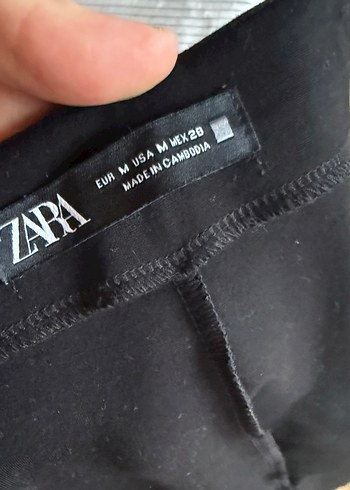 ZARA
EUR M USA M MEX 28
MADE IN CAMBODIA